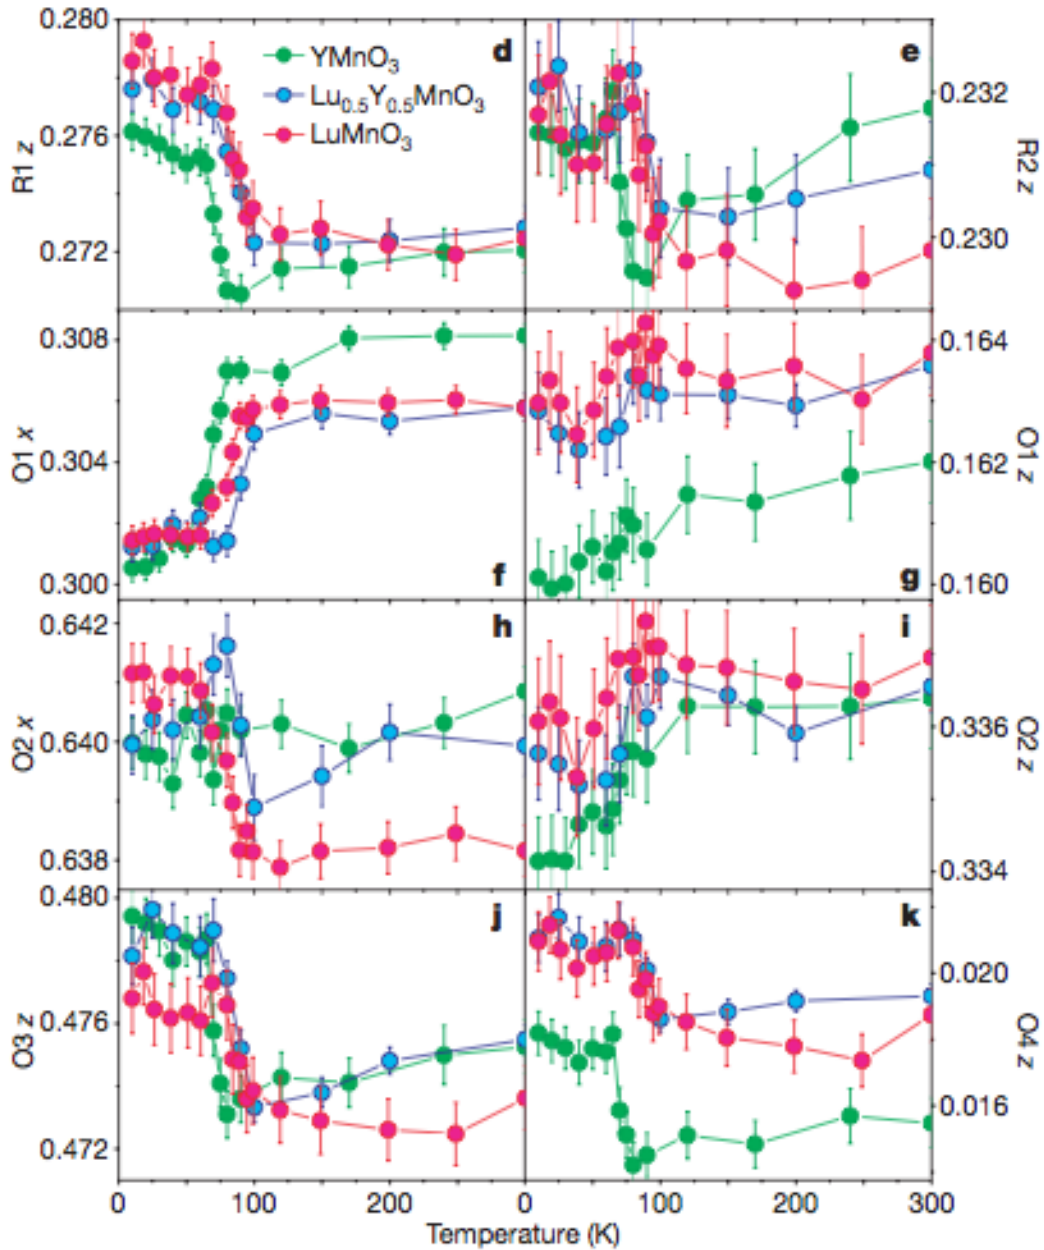 0.280
d
e
YMnO3
Lu0.5Y0.5MnO3
LuMnO3
0.276
0.272
R1 z
0.232
0.230
R2 z
0.308
0.304
0.300
O1 x
f
0.164
0.162
0.160
O1 z
g
0.642
0.640
0.638
O2 x
h
i
0.336
0.334
O2 z
0.480
0.476
0.472
O3 z
j
k
0.020
0.016
O4 z
0 100 200 0 100 200 300
Temperature (K)